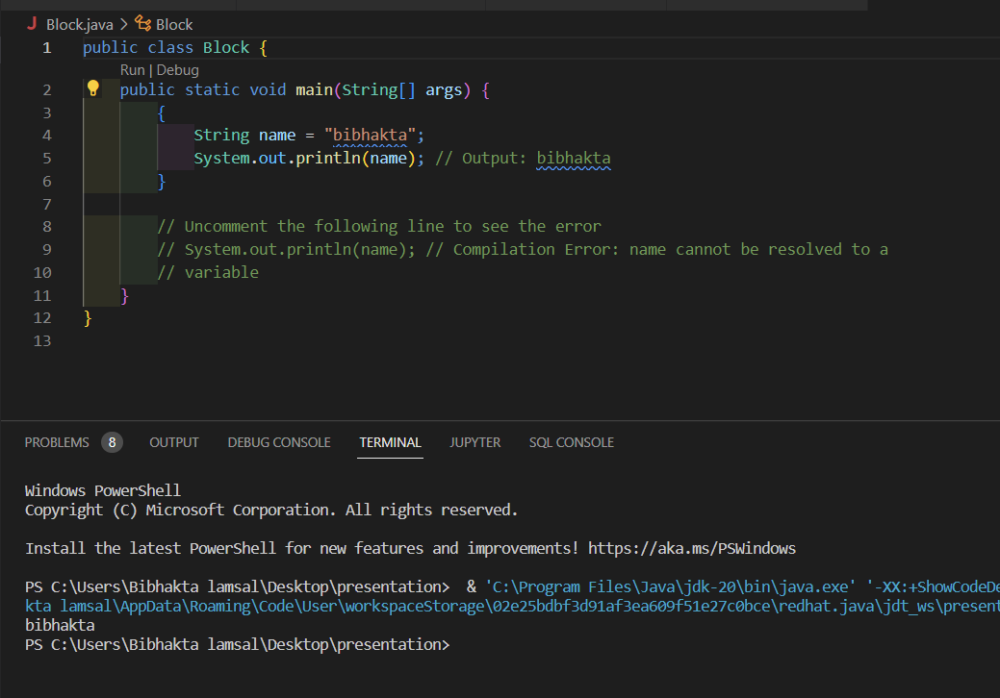 J Block.java > Block
1 public class Block {
Run | Debug
2 public static void main(String[] args) {
3 {
4 String name = "bibhakta";
5 System.out.println(name); // Output: bibhakta
6 }
7
8 // Uncomment the following line to see the error
9 // System.out.println(name); // Compilation Error: name cannot be resolved to a
10 // variable
11 }
12 }
13
PROBLEMS 8 OUTPUT DEBUG CONSOLE TERMINAL JUPYTER SQL CONSOLE
Windows PowerShell
Copyright (C) Microsoft Corporation. All rights reserved.
Install the latest PowerShell for new features and improvements! https://aka.ms/PSWindows
PS C:\Users\Bibhakta lamsal\Desktop\presentation> & 'C:\Program Files\Java\jdk-20\bin\java.exe' '-XX:+ShowCodeDe
kta lamsal\AppData\Roaming\Code\User\workspaceStorage\02e25bdbf3d91af3ea609f51e27c0bce\redhat.java\jdt_ws\present
bibhakta
PS C:\Users\Bibhakta lamsal\Desktop\presentation>